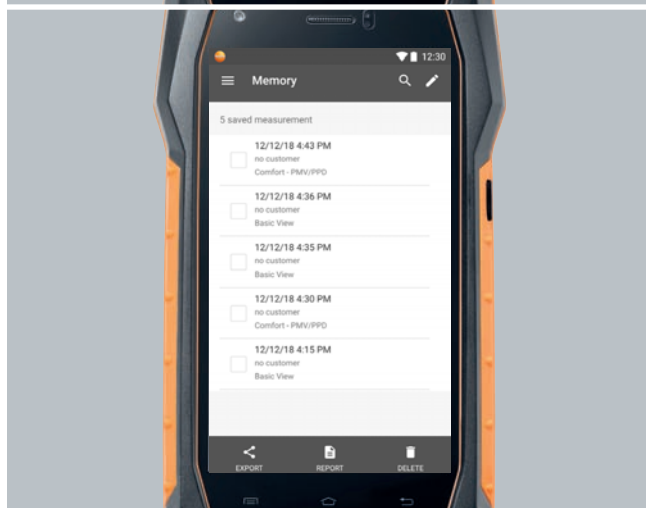 12:30
Memory
5 saved measurement
12/12/18 4:43 PM
no customer
Comfort - PMV/PPD
12/12/18 4:36 PM
no customer
Basic View
12/12/18 4:35 PM
no customer
Basic View
12/12/18 4:30 PM
no customer
Comfort - PMV/PPD
12/12/18 4:15 PM
no customer
Basic View
EXPORT REPORT DELETE